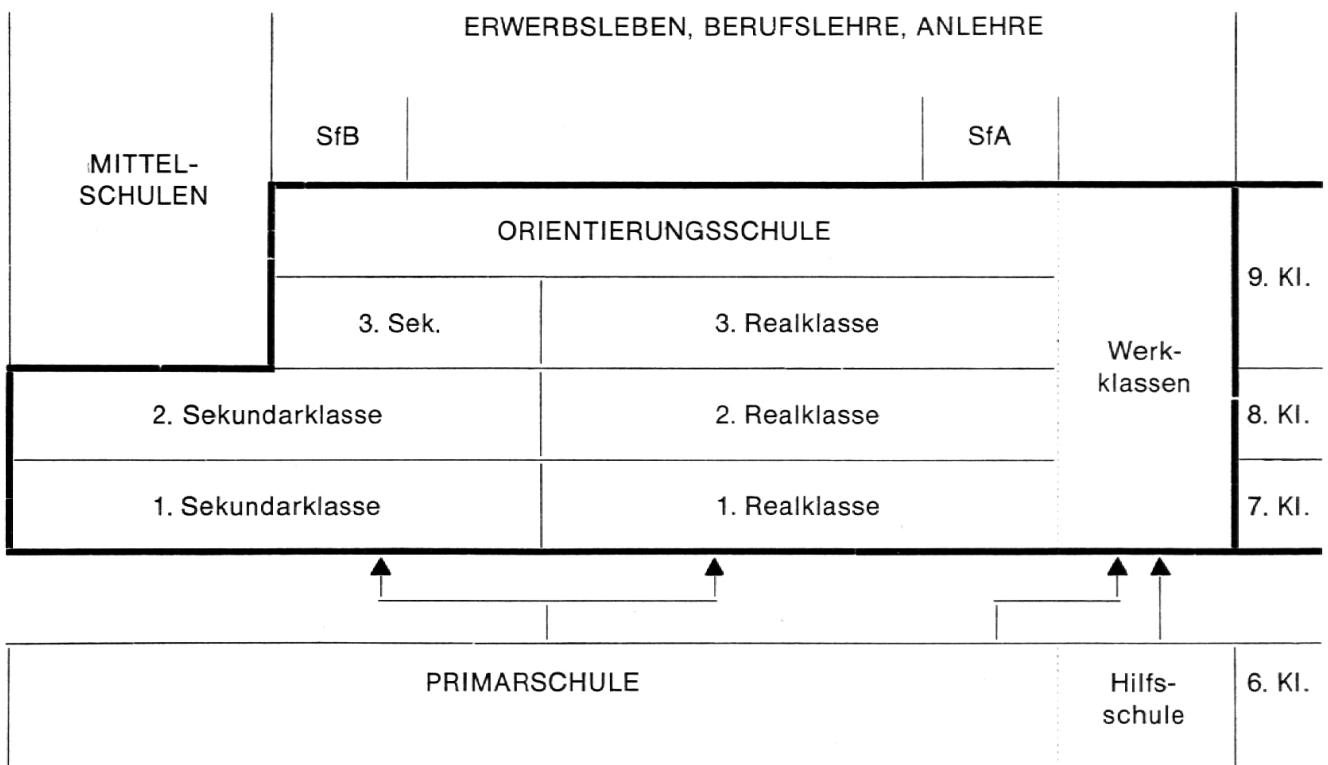 ERWERBSLEBEN, BERUFSLEHRE, ANLEHRE
SfB
SfA
MITTEL-
SCHULEN
ORIENTIERUNGSSCHULE
9. Kl.
3. Sek.
3. Realklasse
Werk-
klassen
2. Sekundarklasse
2. Realklasse
8. Kl.
1. Sekundarklasse
1. Realklasse
7. Kl.
PRIMARSCHULE
Hilfs-
schule
6. Kl.